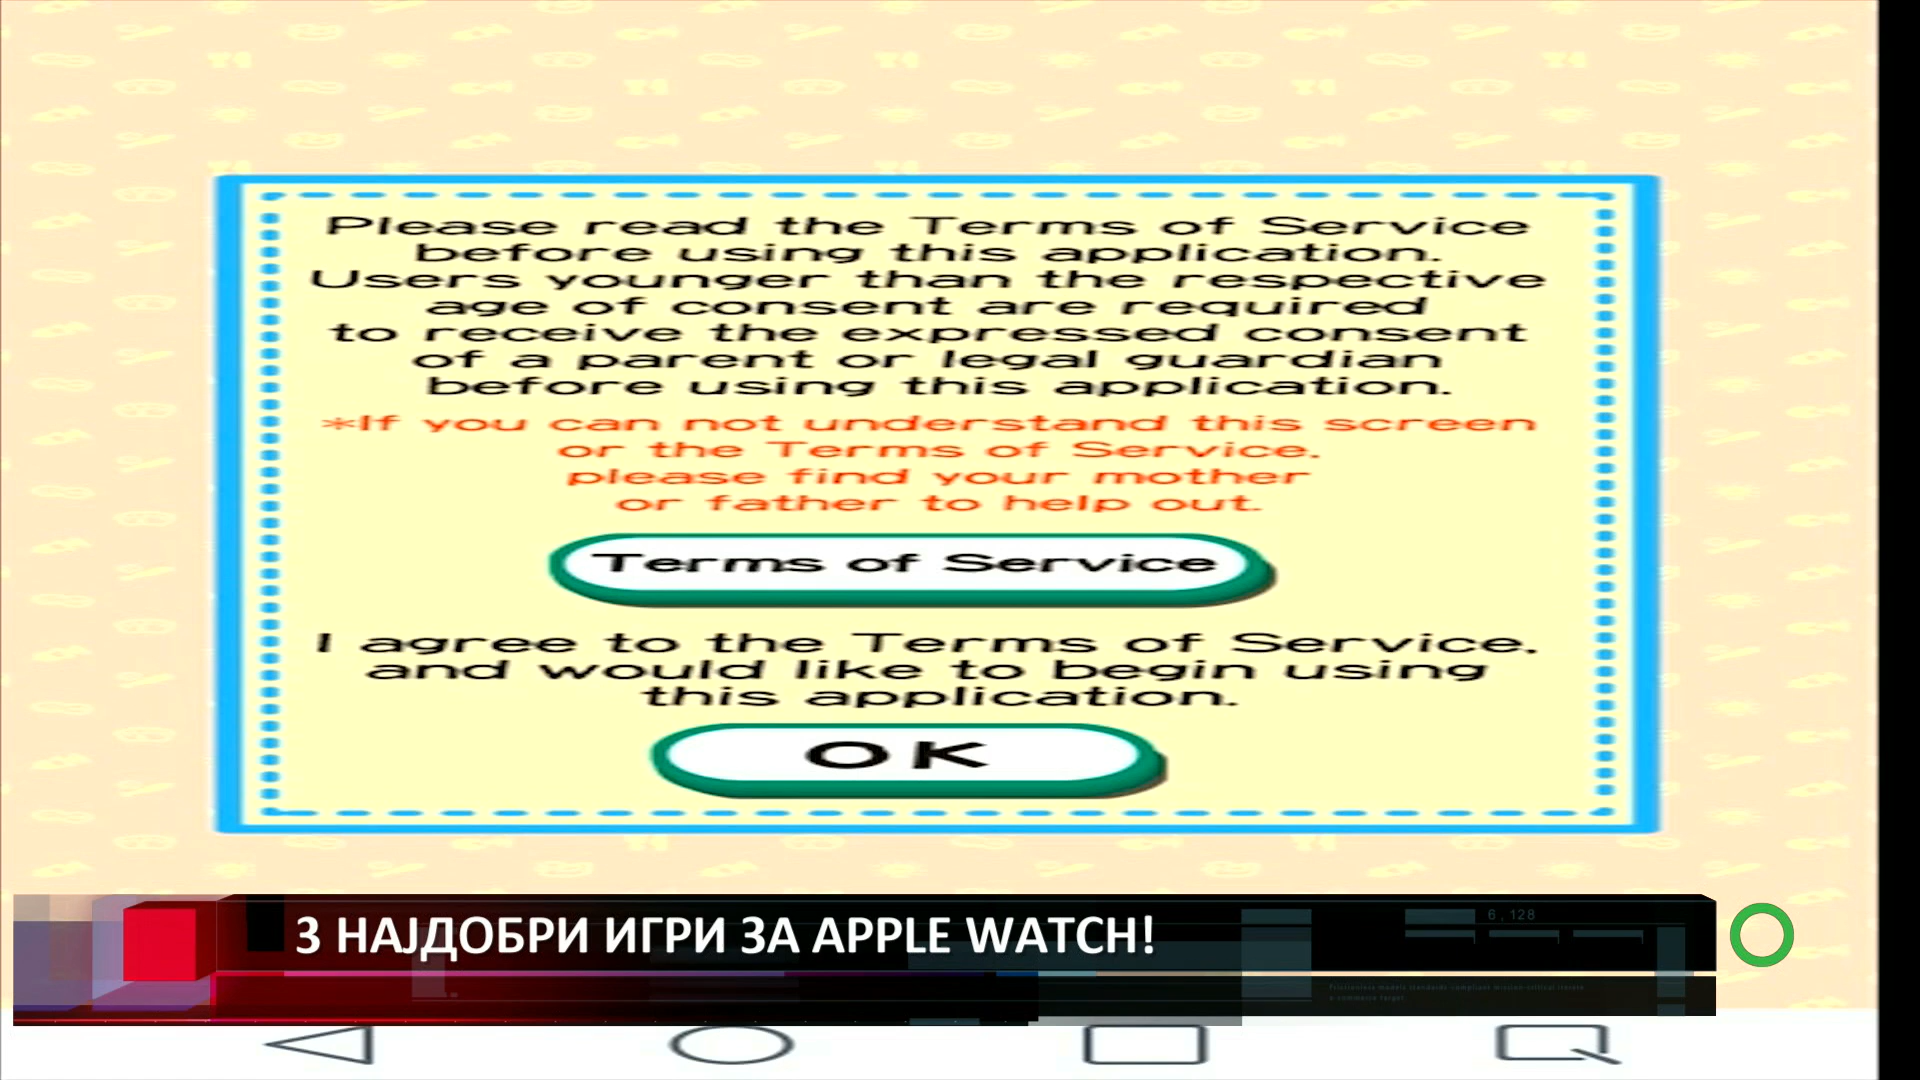 Please read the Terms of Service
before using this application.
Users younger than the respective
age of consent are required
to receive the expressed consent
of a parent or legal guardian
before using this application.
*If you can not understand this screen
or the Terms of Service,
please find your mother
or father to help out.
Terms of Service
I agree to the Terms of Service,
and would like to begin using
this application.
OK
3 НАЈДОБРИ ИГРИ ЗА APPLE WATCH!
6,128